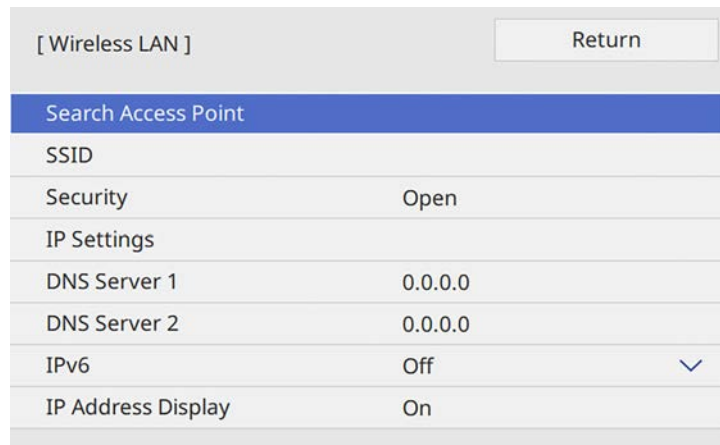 [ Wireless LAN ] Return
Search Access Point
SSID
Security Open
IP Settings
DNS Server 1 0.0.0.0
DNS Server 2 0.0.0.0
IPv6 Off
IP Address Display On